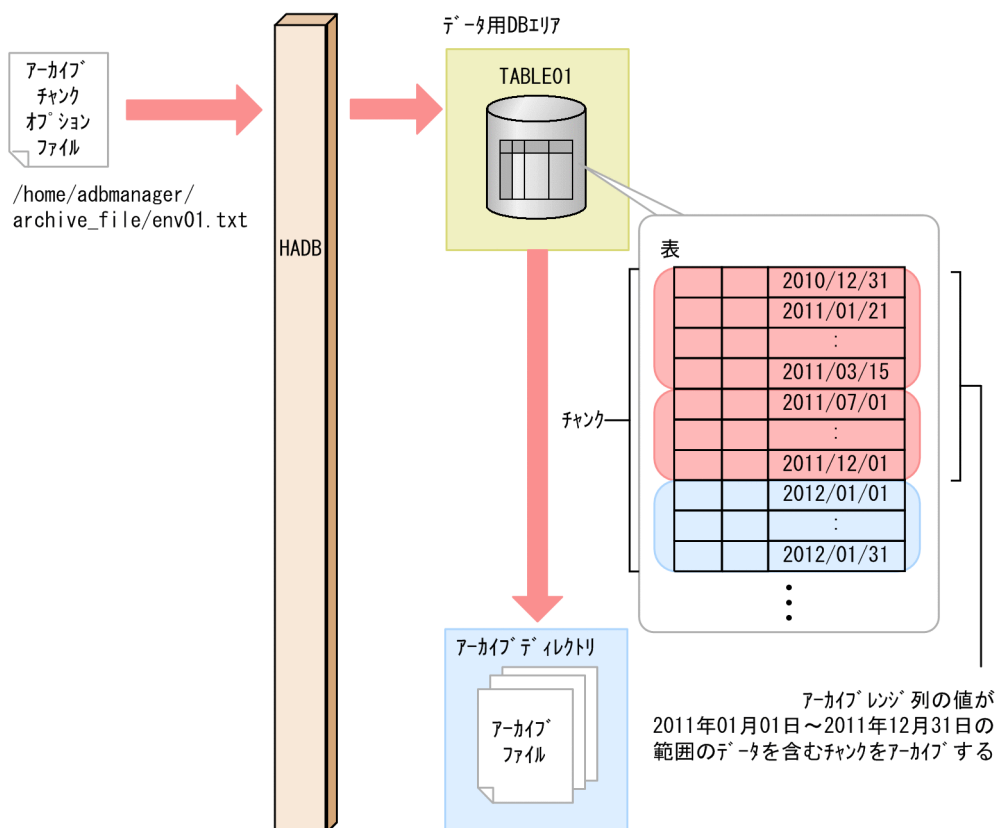 データ用DBエリア
アーカイブ
チャンク
オプション
ファイル
/home/adbmanager/
archive_file/env01.txt
HADB
TABLE01
表
2010/12/31
2011/01/21
:
2011/03/15
2011/07/01
:
2011/12/01
2012/01/01
:
2012/01/31
チャンク
アーカイブディレクトリ
アーカイブ
ファイル
アーカイブレンジ列の値が
2011年01月01日～2011年12月31日の
範囲のデータを含むチャンクをアーカイブする